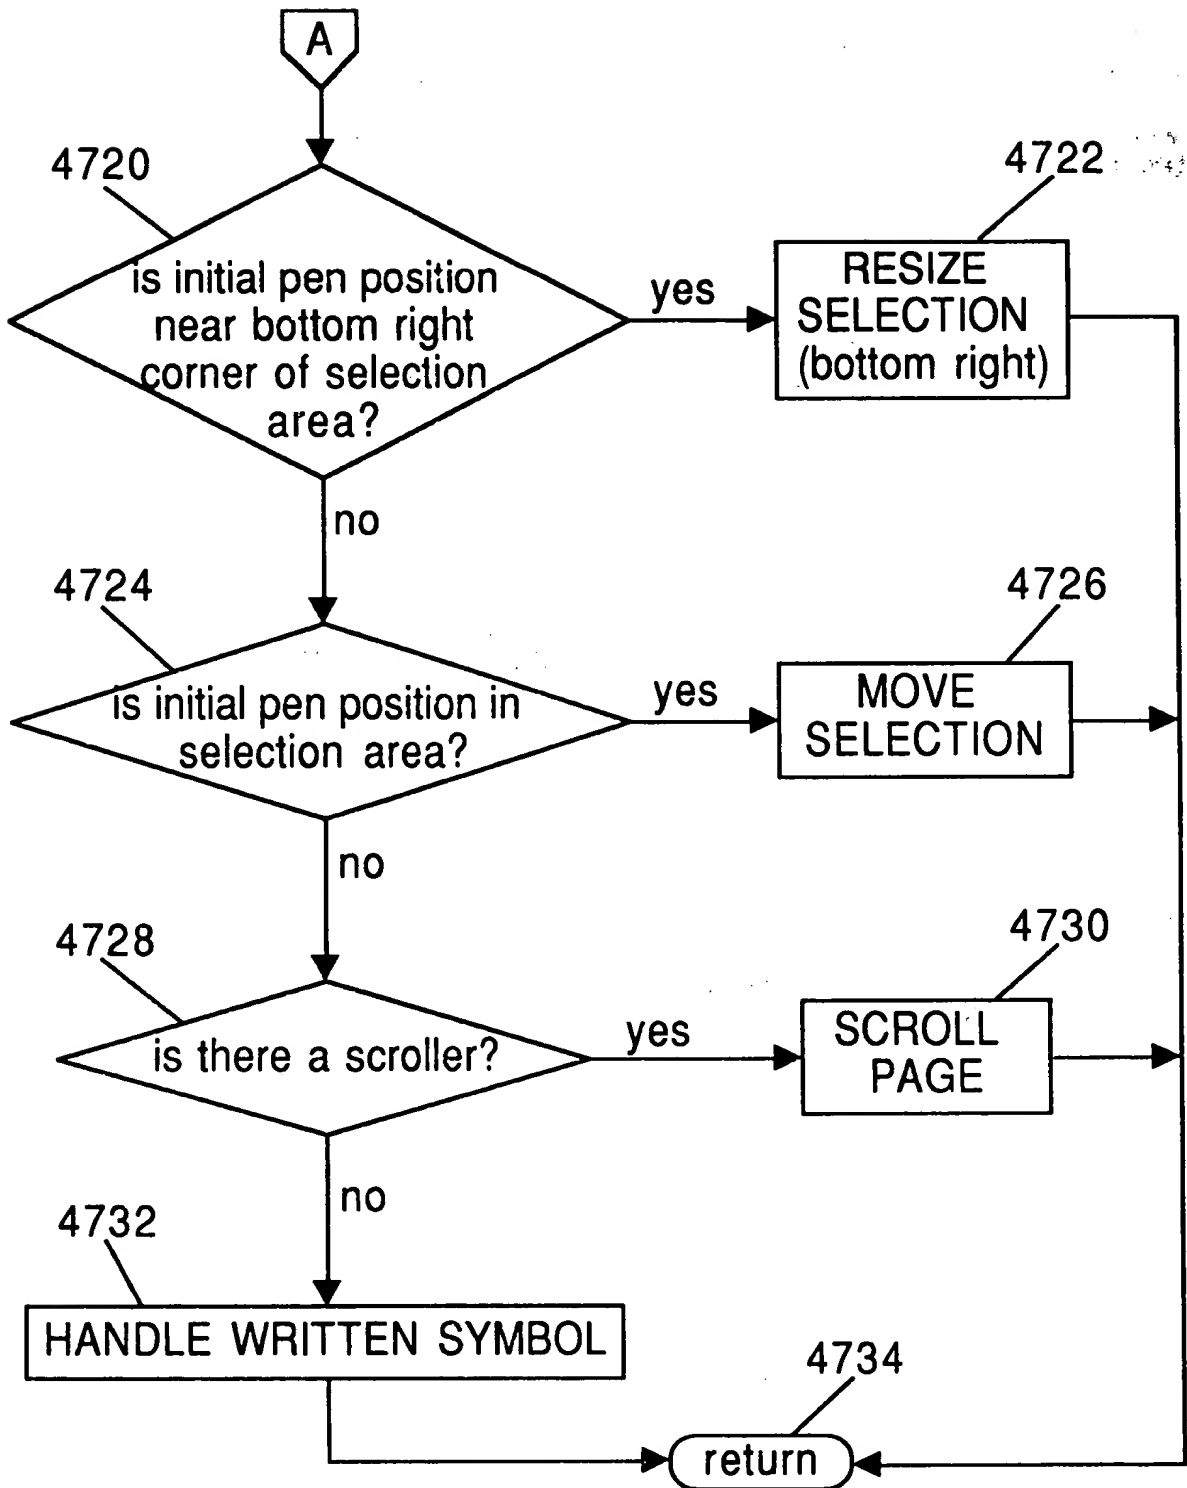 A
4720
is initial pen position
near bottom right
corner of selection
area?
yes
4722
RESIZE
SELECTION
(bottom right)
no
4724
is initial pen position in
selection area?
yes
4726
MOVE
SELECTION
no
4728
is there a scroller?
yes
4730
SCROLL
PAGE
no
4732
HANDLE WRITTEN SYMBOL
4734
return